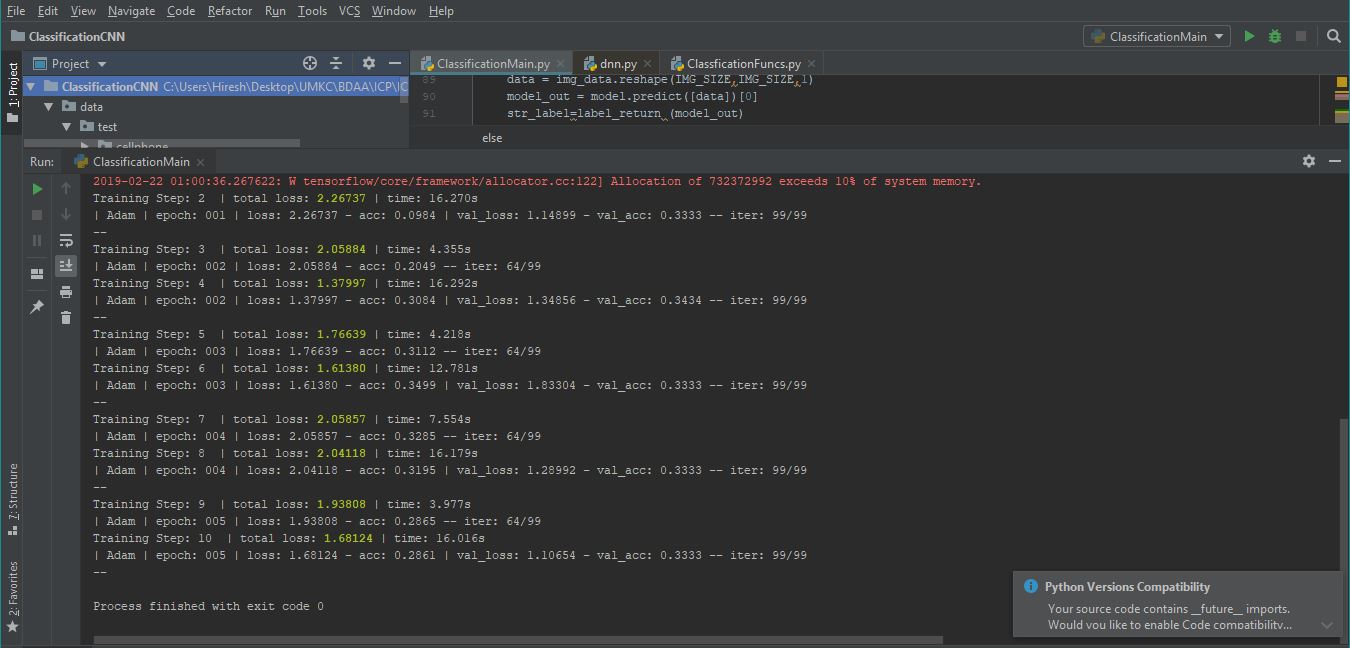 File Edit View Navigate Code Refactor Run Tools VCS Window Help
ClassificationCNN
ClassificationMain
1: Project
Project
ClassificationMain.py
dnn.py
ClassficationFuncs.py
ClassificationCNN C:\Users\Hiresh\Desktop\UMKC\BDAA\ICP\IC
data
test
cellphone
89 data = img_data.reshape(IMG_SIZE,IMG_SIZE,1)
90 model_out = model.predict([data])[0]
91 str_label=label_return (model_out)
else
Run: ClassificationMain
2019-02-22 01:00:36.267622: W tensorflow/core/framework/allocator.cc:122] Allocation of 732372992 exceeds 10% of system memory.
Training Step: 2  | total loss: 2.26737 | time: 16.270s
| Adam | epoch: 001 | loss: 2.26737 - acc: 0.0984 | val_loss: 1.14899 - val_acc: 0.3333 -- iter: 99/99
--
Training Step: 3  | total loss: 2.05884 | time: 4.355s
| Adam | epoch: 002 | loss: 2.05884 - acc: 0.2049 -- iter: 64/99
Training Step: 4  | total loss: 1.37997 | time: 16.292s
| Adam | epoch: 002 | loss: 1.37997 - acc: 0.3084 | val_loss: 1.34856 - val_acc: 0.3434 -- iter: 99/99
--
Training Step: 5  | total loss: 1.76639 | time: 4.218s
| Adam | epoch: 003 | loss: 1.76639 - acc: 0.3112 -- iter: 64/99
Training Step: 6  | total loss: 1.61380 | time: 12.781s
| Adam | epoch: 003 | loss: 1.61380 - acc: 0.3499 | val_loss: 1.83304 - val_acc: 0.3333 -- iter: 99/99
--
Training Step: 7  | total loss: 2.05857 | time: 7.554s
| Adam | epoch: 004 | loss: 2.05857 - acc: 0.3285 -- iter: 64/99
Training Step: 8  | total loss: 2.04118 | time: 16.179s
| Adam | epoch: 004 | loss: 2.04118 - acc: 0.3195 | val_loss: 1.28992 - val_acc: 0.3333 -- iter: 99/99
--
Training Step: 9  | total loss: 1.93808 | time: 3.977s
| Adam | epoch: 005 | loss: 1.93808 - acc: 0.2865 -- iter: 64/99
Training Step: 10  | total loss: 1.68124 | time: 16.016s
| Adam | epoch: 005 | loss: 1.68124 - acc: 0.2861 | val_loss: 1.10654 - val_acc: 0.3333 -- iter: 99/99
--
Process finished with exit code 0
7: Structure
2: Favorites
Python Versions Compatibility
Your source code contains __future__ imports.
Would you like to enable Code compatibility...